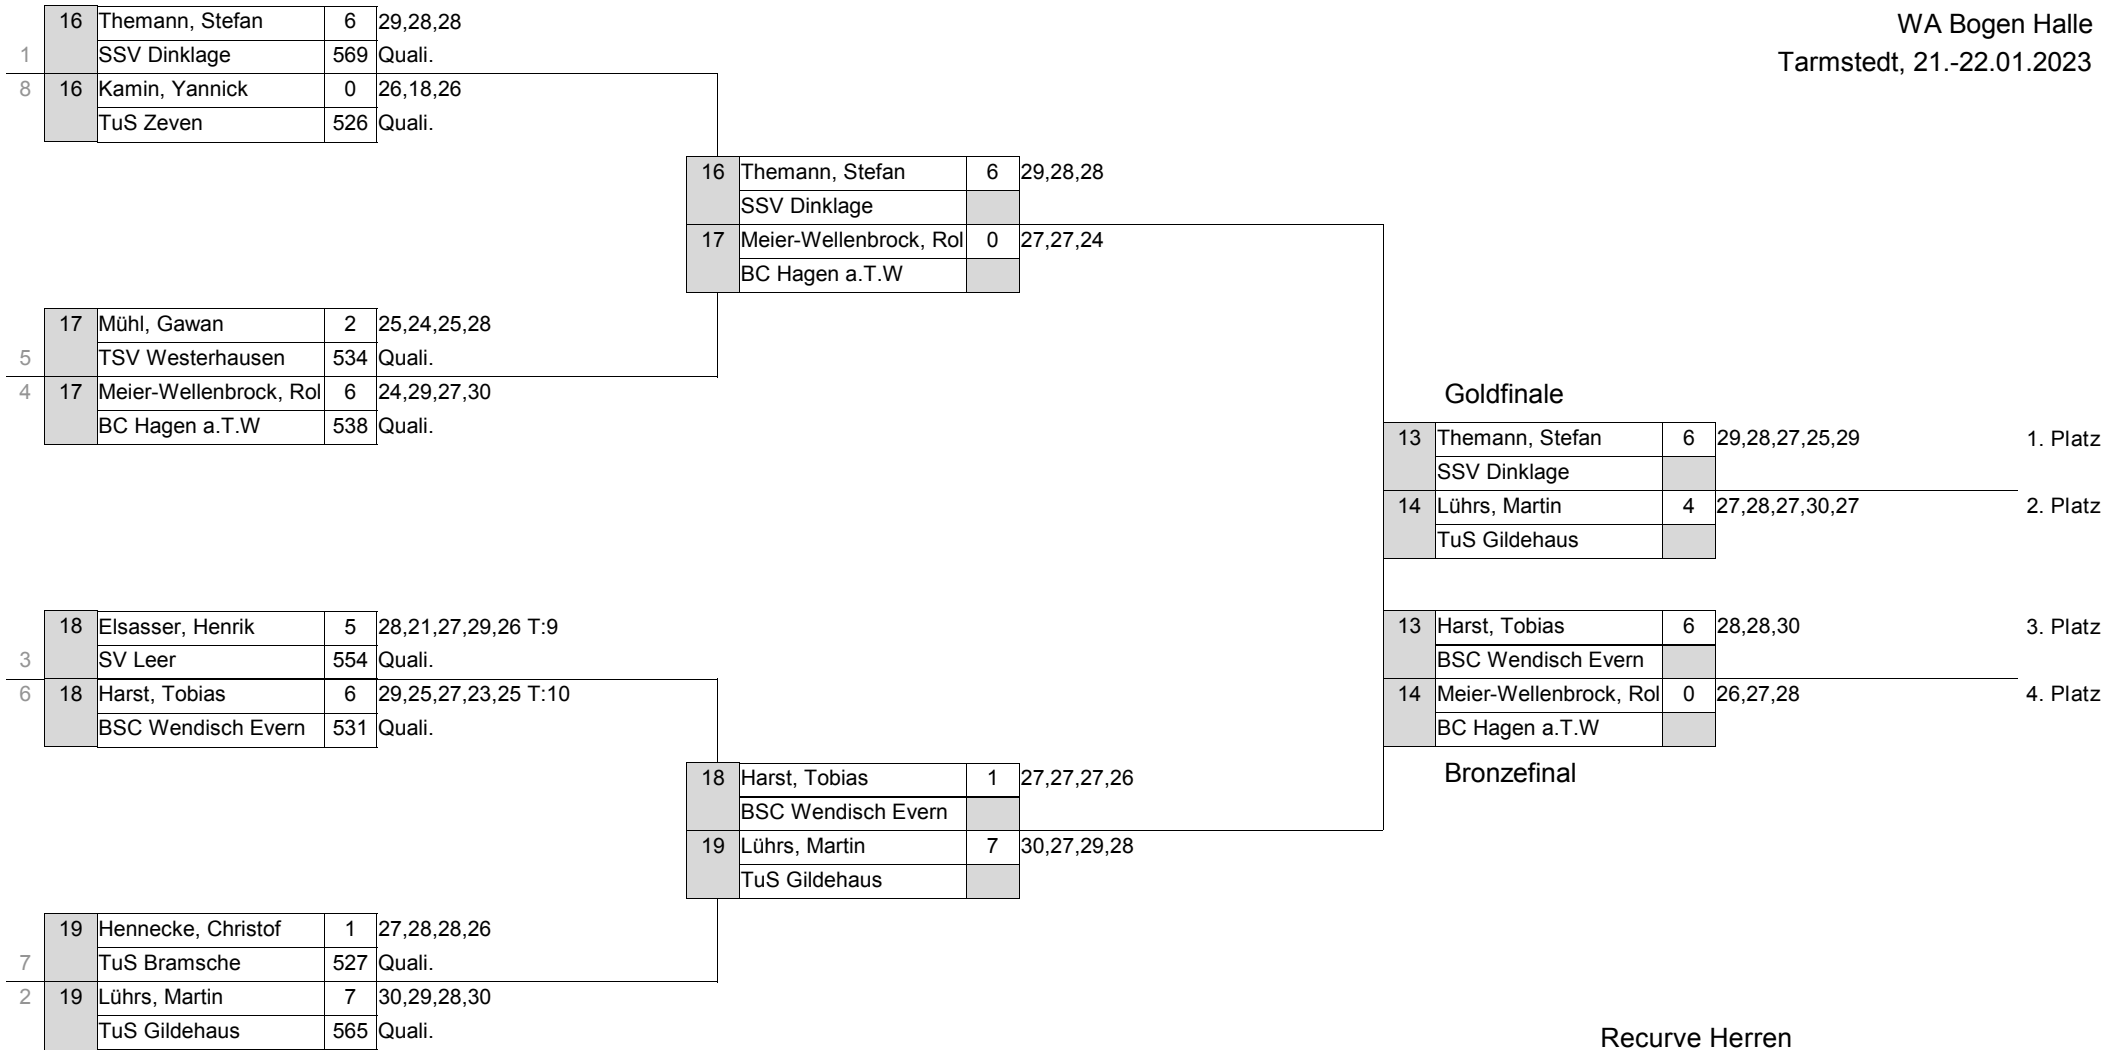 WA Bogen Halle
Tarmstedt, 21.-22.01.2023
16 Themann, Stefan 6 29,28,28
1 SSV Dinklage 569 Quali.
8 16 Kamin, Yannick 0 26,18,26
TuS Zeven 526 Quali.
16 Themann, Stefan 6 29,28,28
SSV Dinklage
17 Meier-Wellenbrock, Rol 0 27,27,24
BC Hagen a.T.W
17 Mühl, Gawan 2 25,24,25,28
5 TSV Westerhausen 534 Quali.
4 17 Meier-Wellenbrock, Rol 6 24,29,27,30
BC Hagen a.T.W 538 Quali.
Goldfinale
13 Themann, Stefan 6 29,28,27,25,29 1. Platz
SSV Dinklage
14 Lührs, Martin 4 27,28,27,30,27 2. Platz
TuS Gildehaus
18 Elsasser, Henrik 5 28,21,27,29,26 T:9
3 SV Leer 554 Quali.
6 18 Harst, Tobias 6 29,25,27,23,25 T:10
BSC Wendisch Evern 531 Quali.
13 Harst, Tobias 6 28,28,30 3. Platz
BSC Wendisch Evern
14 Meier-Wellenbrock, Rol 0 26,27,28 4. Platz
BC Hagen a.T.W
Bronzefinal
18 Harst, Tobias 1 27,27,27,26
BSC Wendisch Evern
19 Lührs, Martin 7 30,27,29,28
TuS Gildehaus
19 Hennecke, Christof 1 27,28,28,26
7 TuS Bramsche 527 Quali.
2 19 Lührs, Martin 7 30,29,28,30
TuS Gildehaus 565 Quali.
Recurve Herren